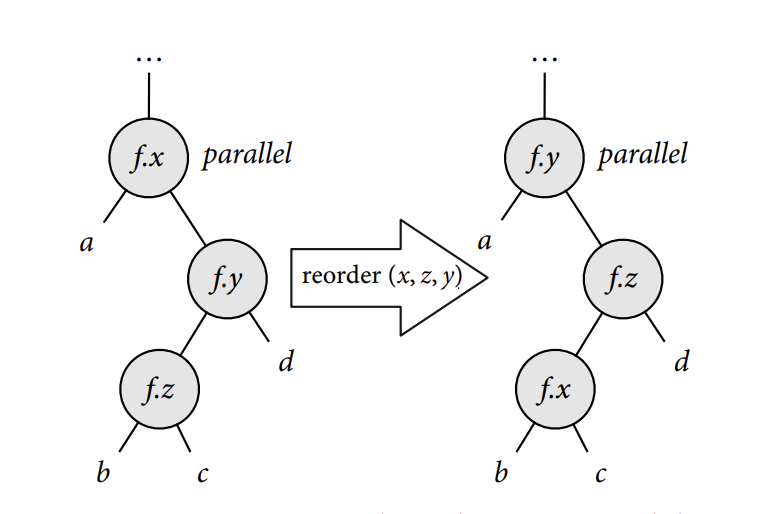 ...
f.x parallel
a
f.y
f.z
d
b
c
reorder (x, z, y)
...
f.y parallel
a
f.z
f.x
d
b
c